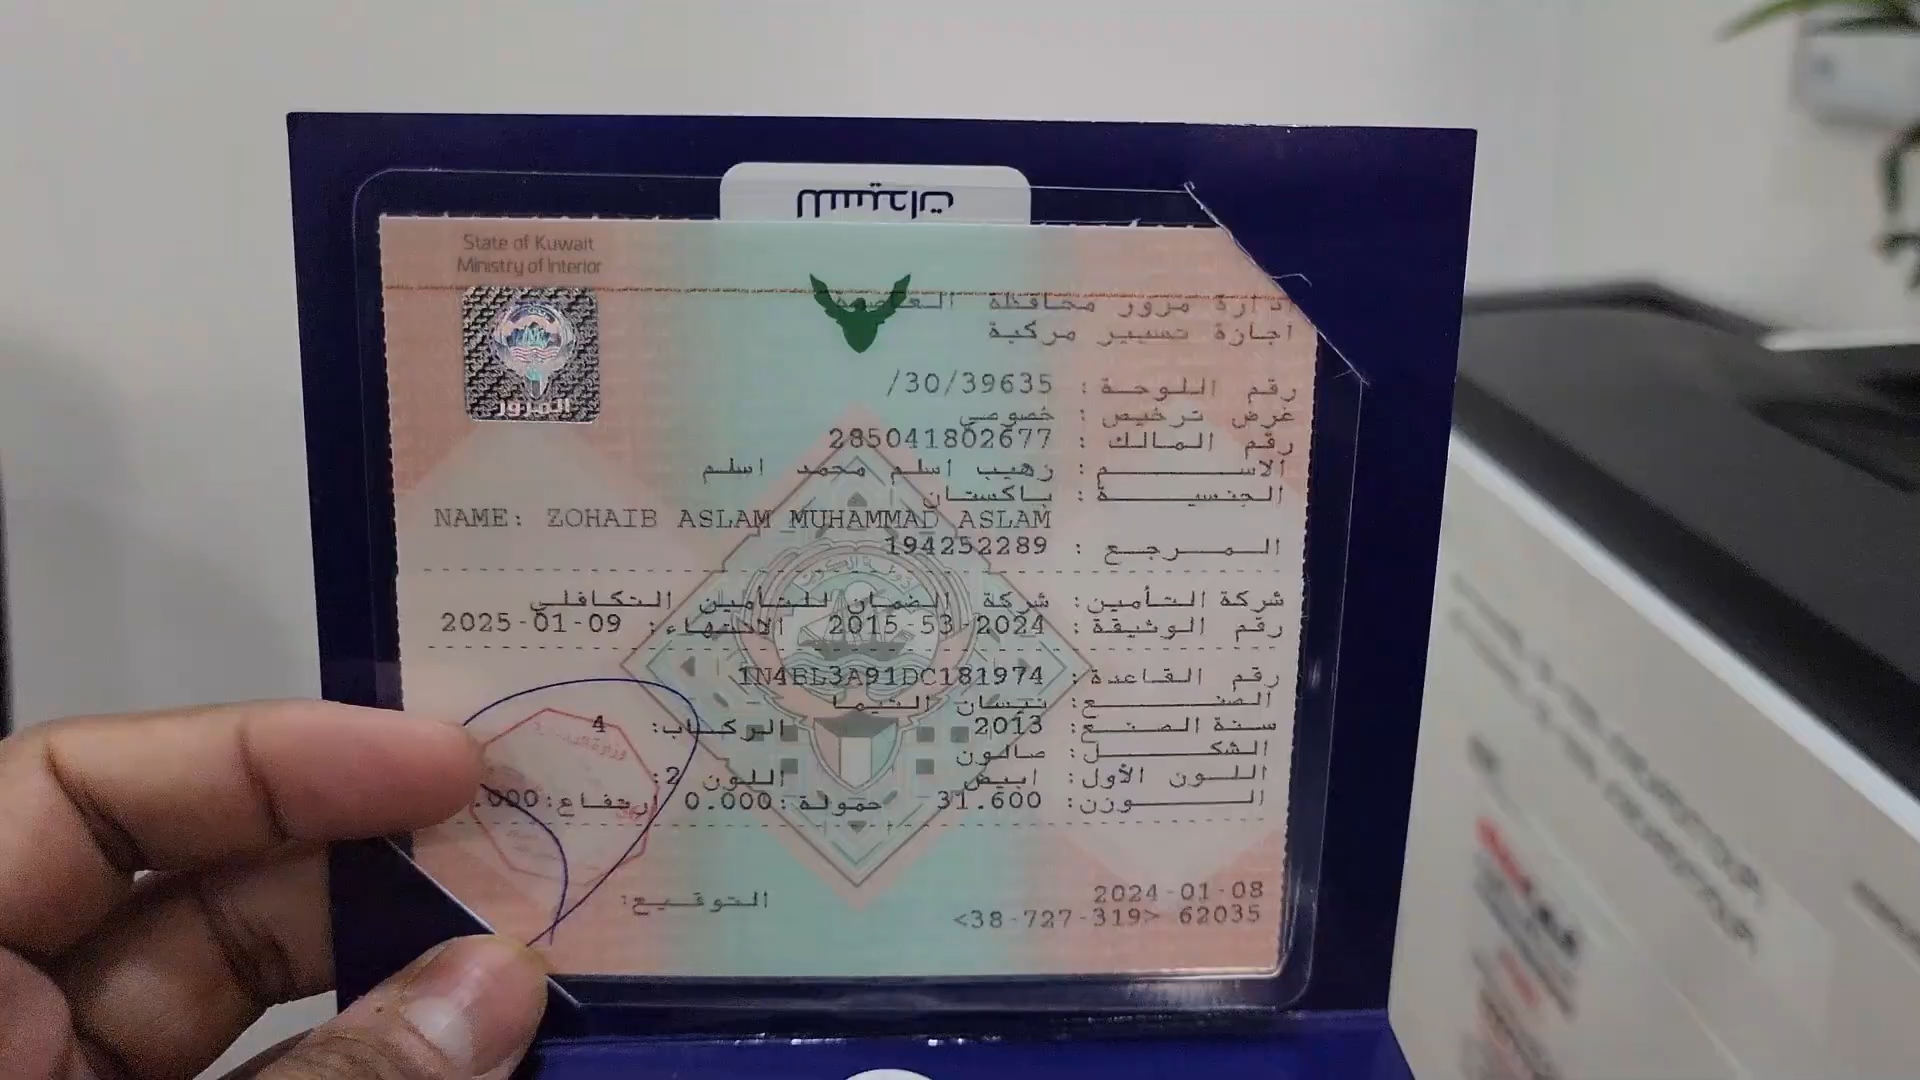 للسيارات
State of Kuwait
Ministry of Interior
المرور
ادارة مرور محافظة العاصمة
اجازة تسيير مركبة
رقم اللوحة : 30/39635/
غرض ترخيص : خصوصي
رقم المالك : 285041802677
الاسم : زهيب اسلم محمد اسلم
الجنسية : باكستان
NAME: ZOHAIB ASLAM MUHAMMAD ASLAM
المرجع : 194252289
شركة التأمين: شركة الضمان للتأمين التكافلي
رقم الوثيقة: 2015-53-2024 الانتهاء: 2025-01-09
رقم القاعدة: 1N4BL3A91DC181974
الصنع: نيسان التيما
سنة الصنع: 2013 الركاب: 4
الشكل: صالون
اللون الأول: ابيض اللون 2:
الوزن: 31.600 حمولة: 0.000 ارتفاع: .000
التوقيع:
2024-01-08
<38-727-319> 62035